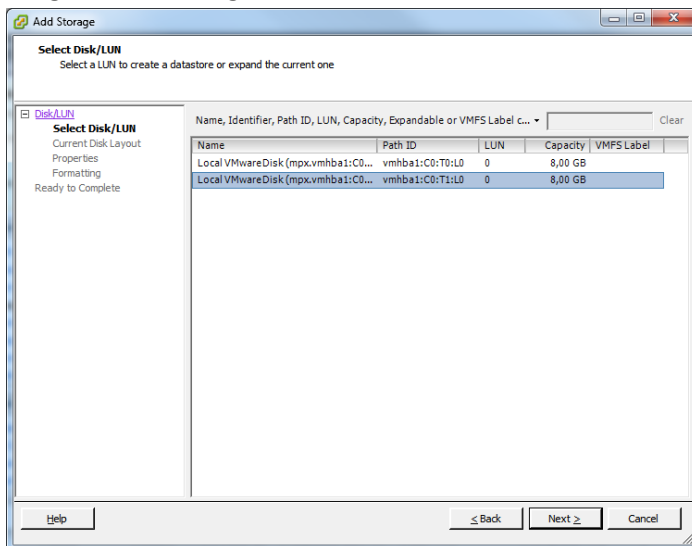 Add Storage
Select Disk/LUN
Select a LUN to create a datastore or expand the current one
Disk/LUN
Select Disk/LUN
Current Disk Layout
Properties
Formatting
Ready to Complete
Name, Identifier, Path ID, LUN, Capacity, Expandable or VMFS Label c... Clear
Name Path ID LUN Capacity VMFS Label
Local VMwareDisk (mpx.vmhba1:C0... vmhba1:C0:T0:L0 0 8,00 GB
Local VMwareDisk (mpx.vmhba1:C0... vmhba1:C0:T1:L0 0 8,00 GB
Help ≤ Back Next ≥ Cancel